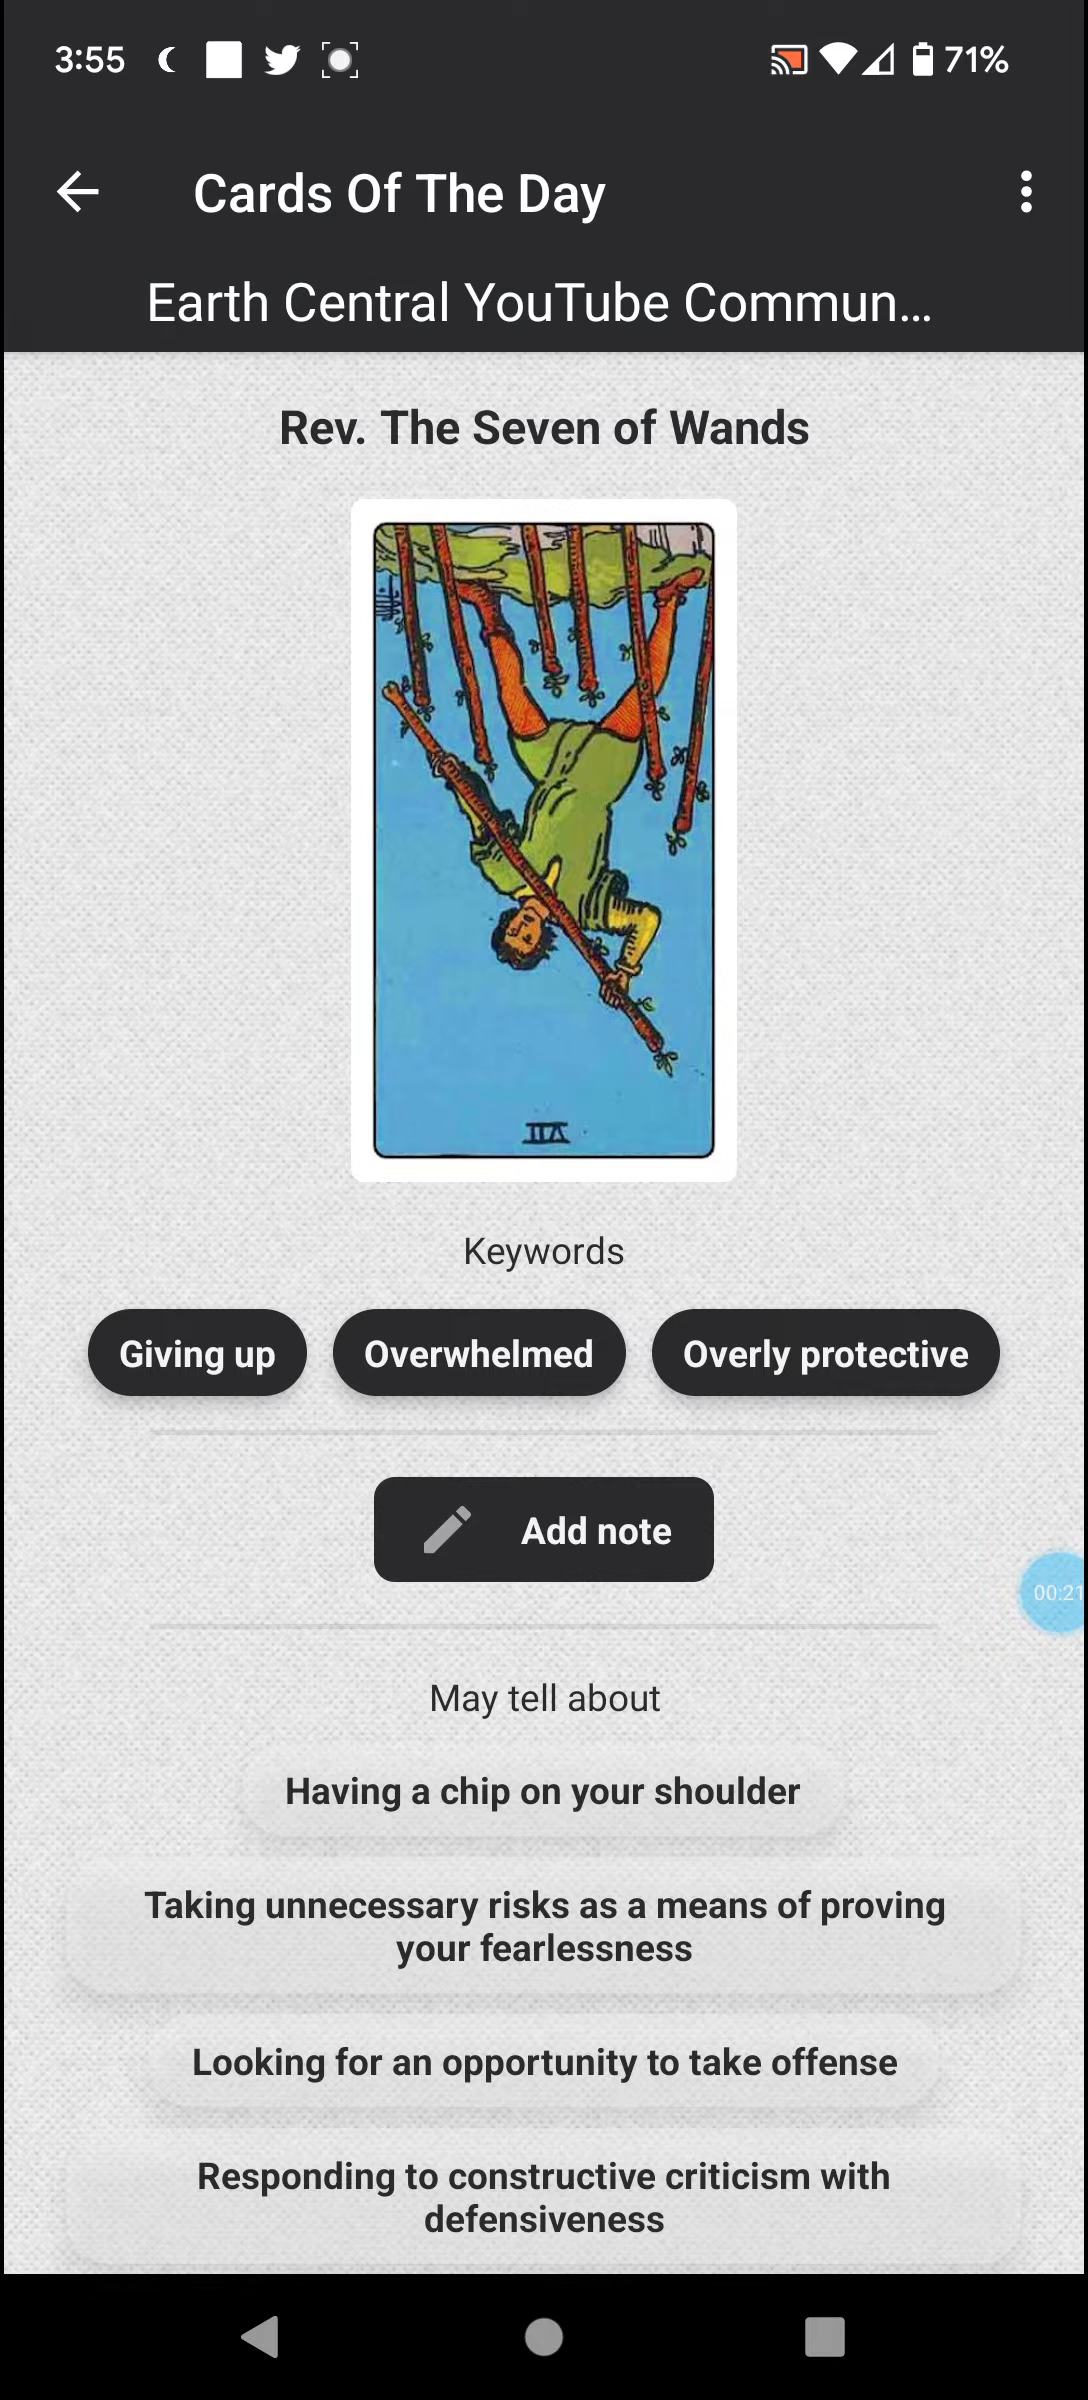 3:55
71%
Cards Of The Day
Earth Central YouTube Commun...
Rev. The Seven of Wands
VII
Keywords
Giving up
Overwhelmed
Overly protective
Add note
00:21
May tell about
Having a chip on your shoulder
Taking unnecessary risks as a means of proving
your fearlessness
Looking for an opportunity to take offense
Responding to constructive criticism with
defensiveness